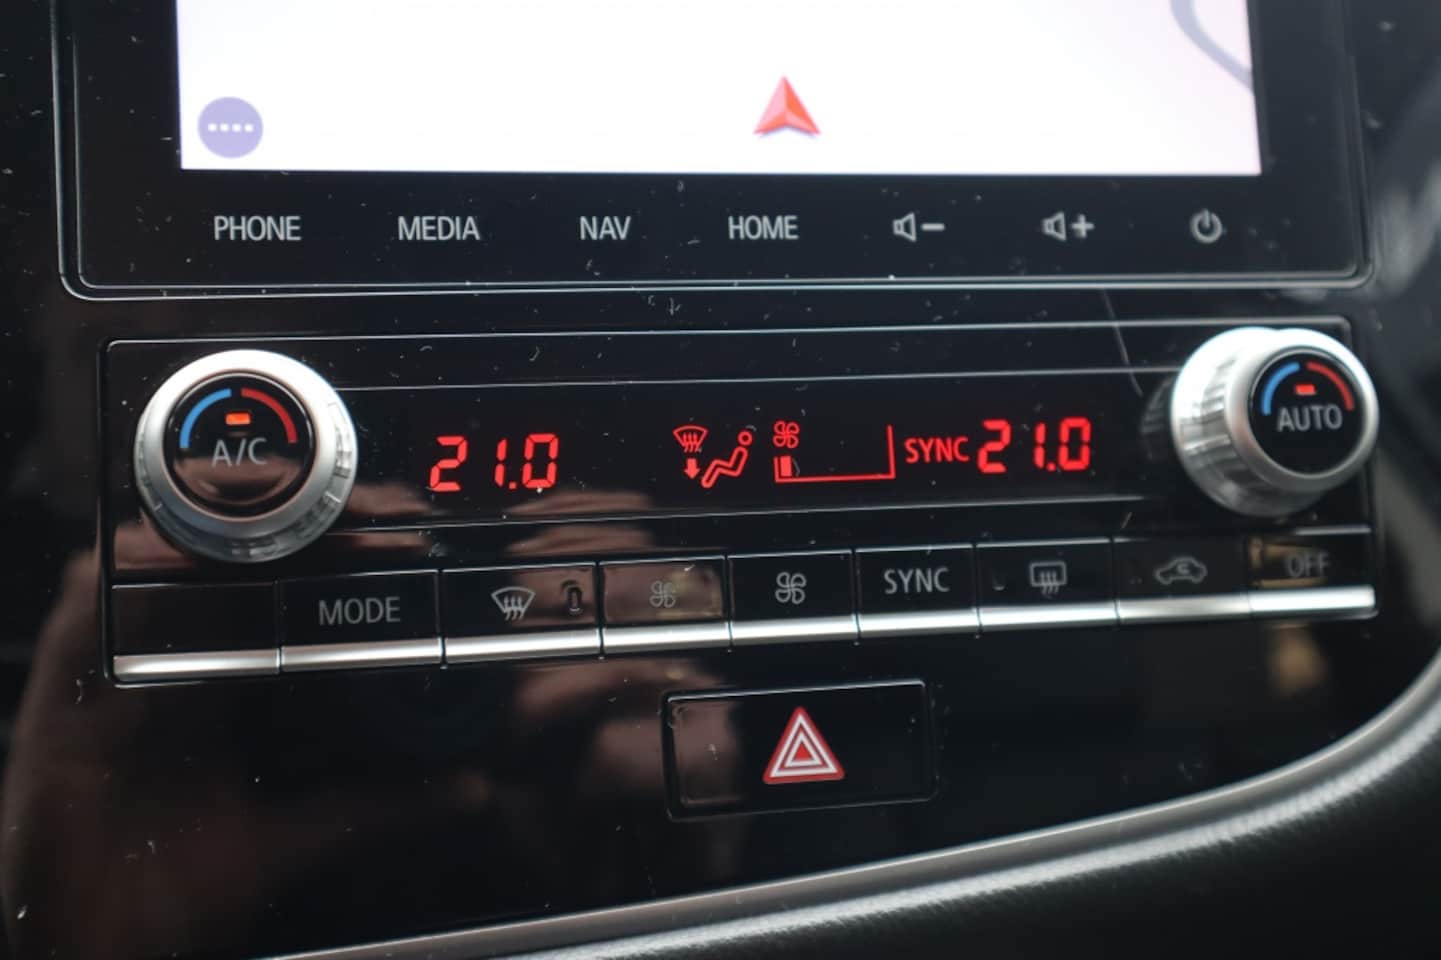 PHONE MEDIA NAV HOME
A/C 21.0 SYNC 21.0 AUTO
MODE SYNC OFF